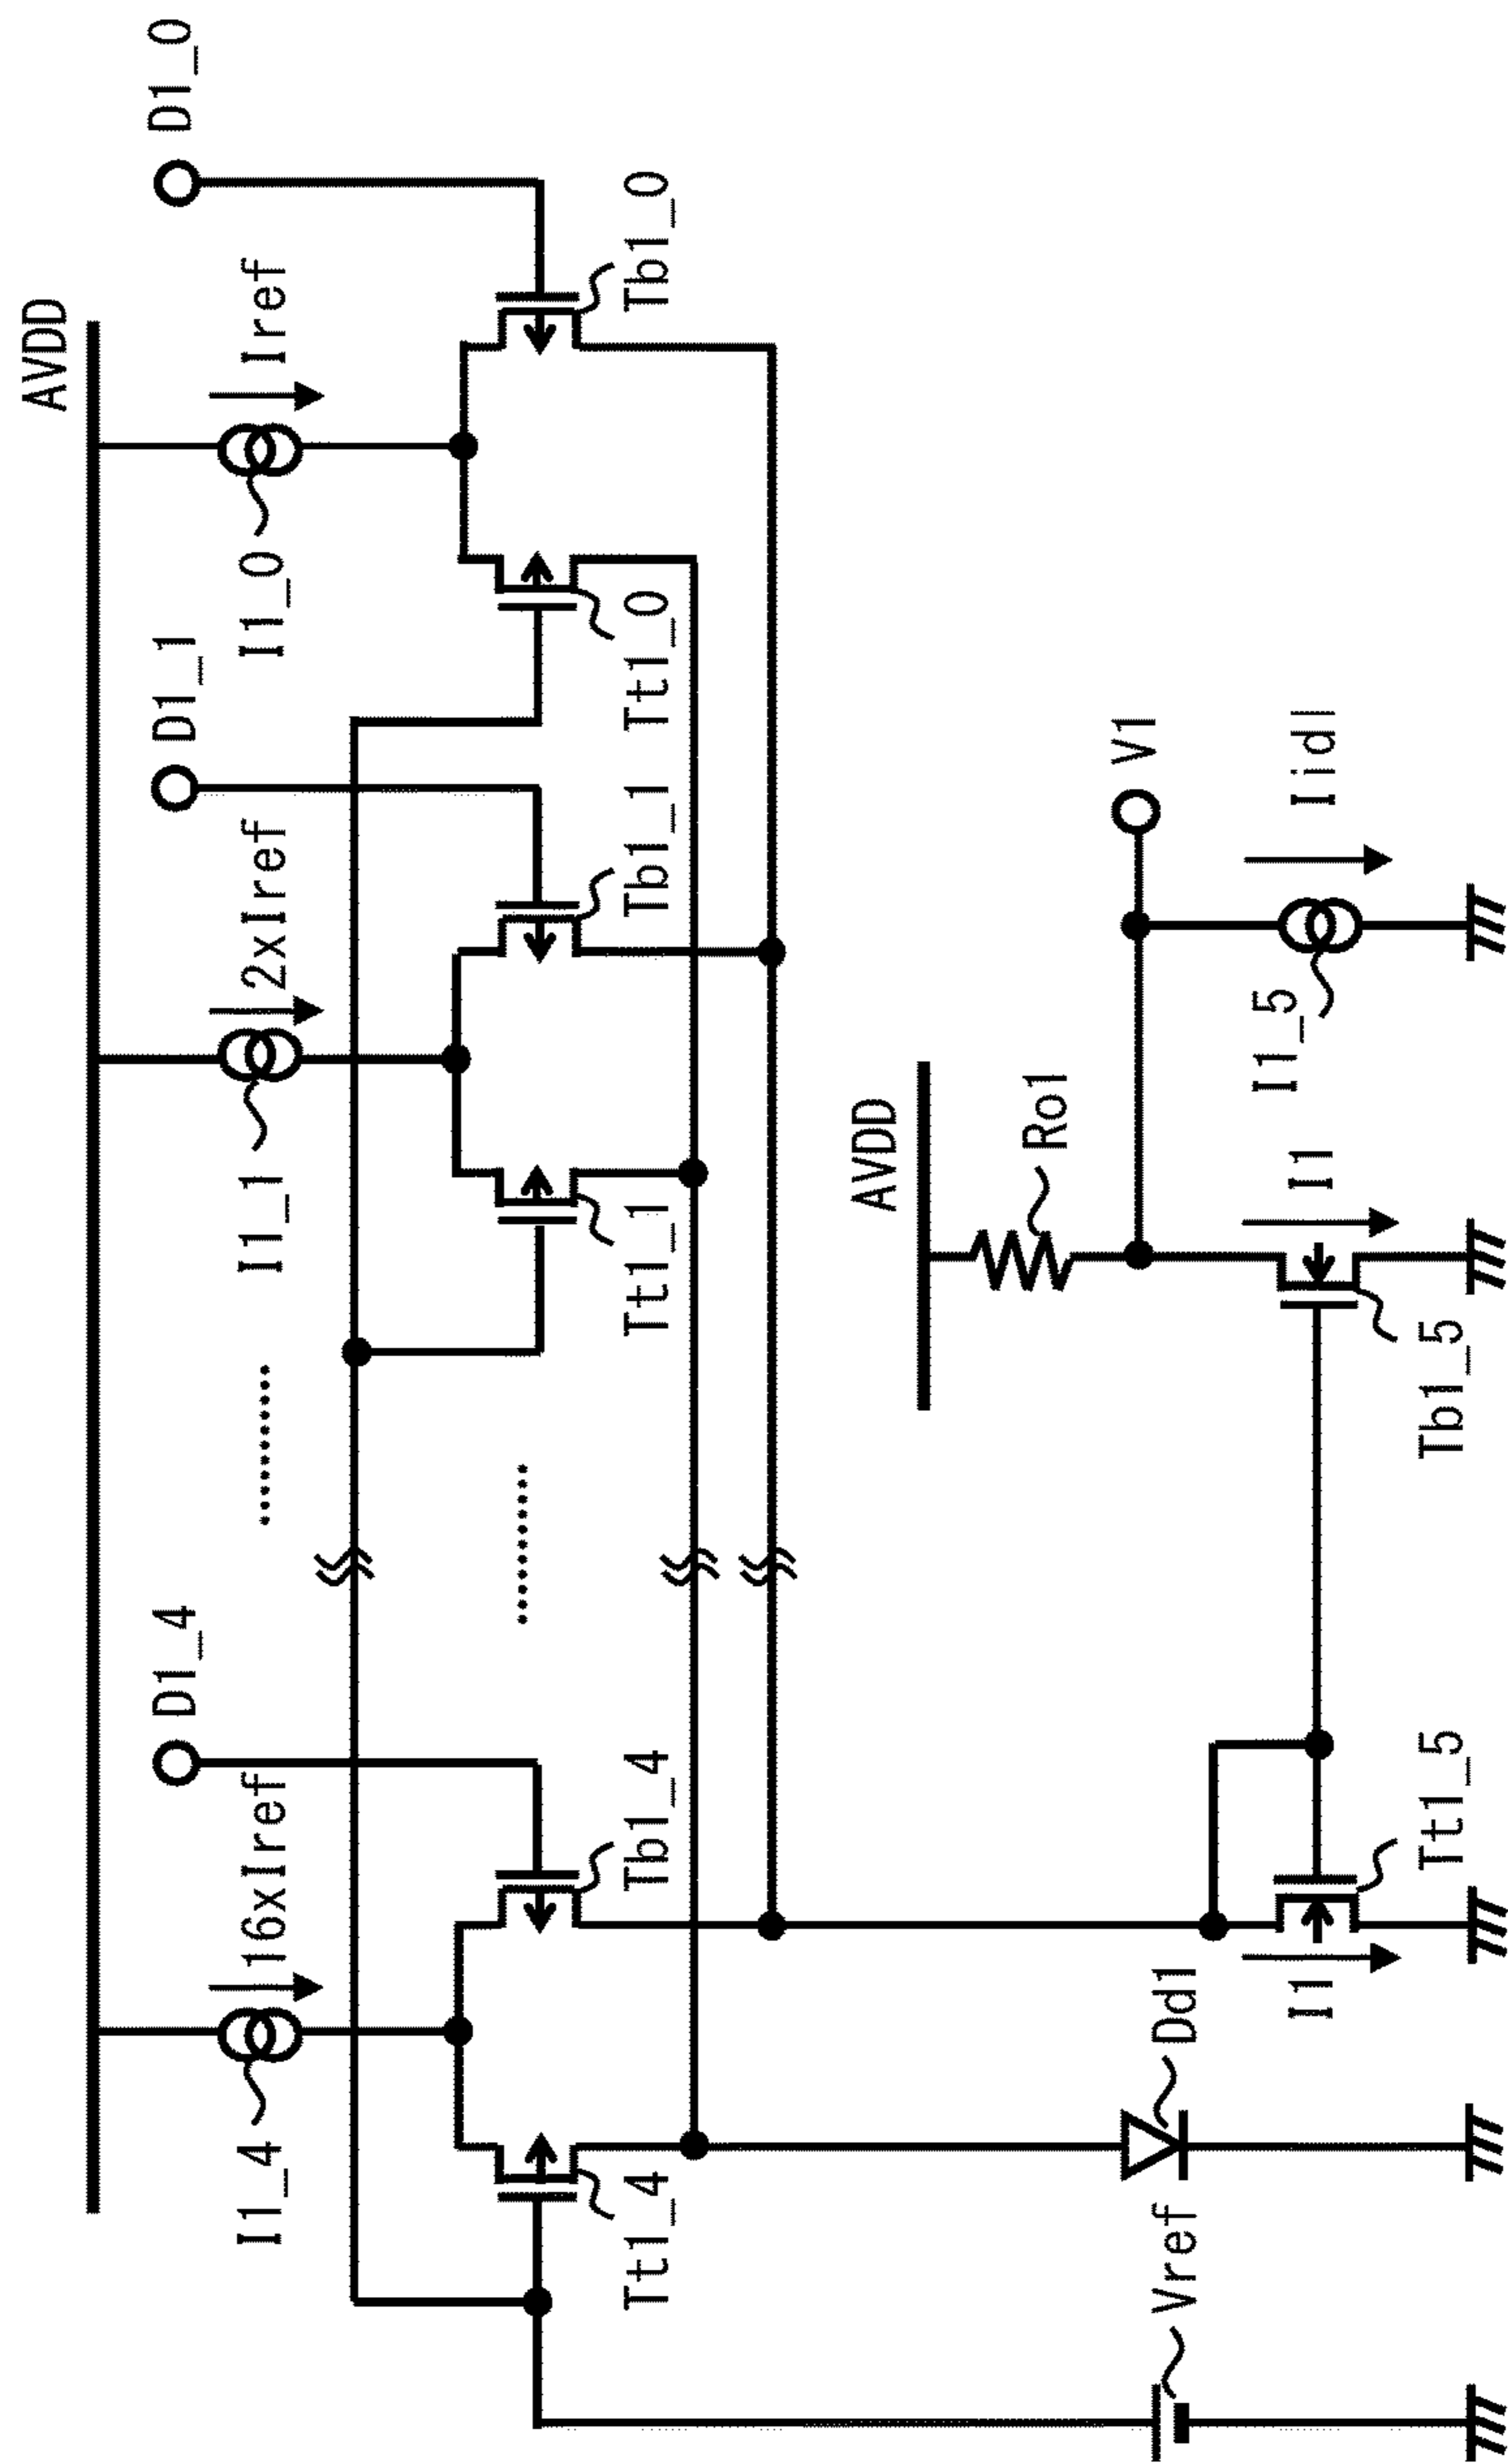 AVDD
D1_4
D1_1
D1_0
I1_4
16xIref
I1_1
2xIref
I1_0
Iref
Tt1_4
Tb1_4
Tt1_1
Tb1_1
Tt1_0
Tb1_0
AVDD
Ro1
V1
Vref
Dd1
I1
I1
I1_5
Iidl
Tt1_5
Tb1_5